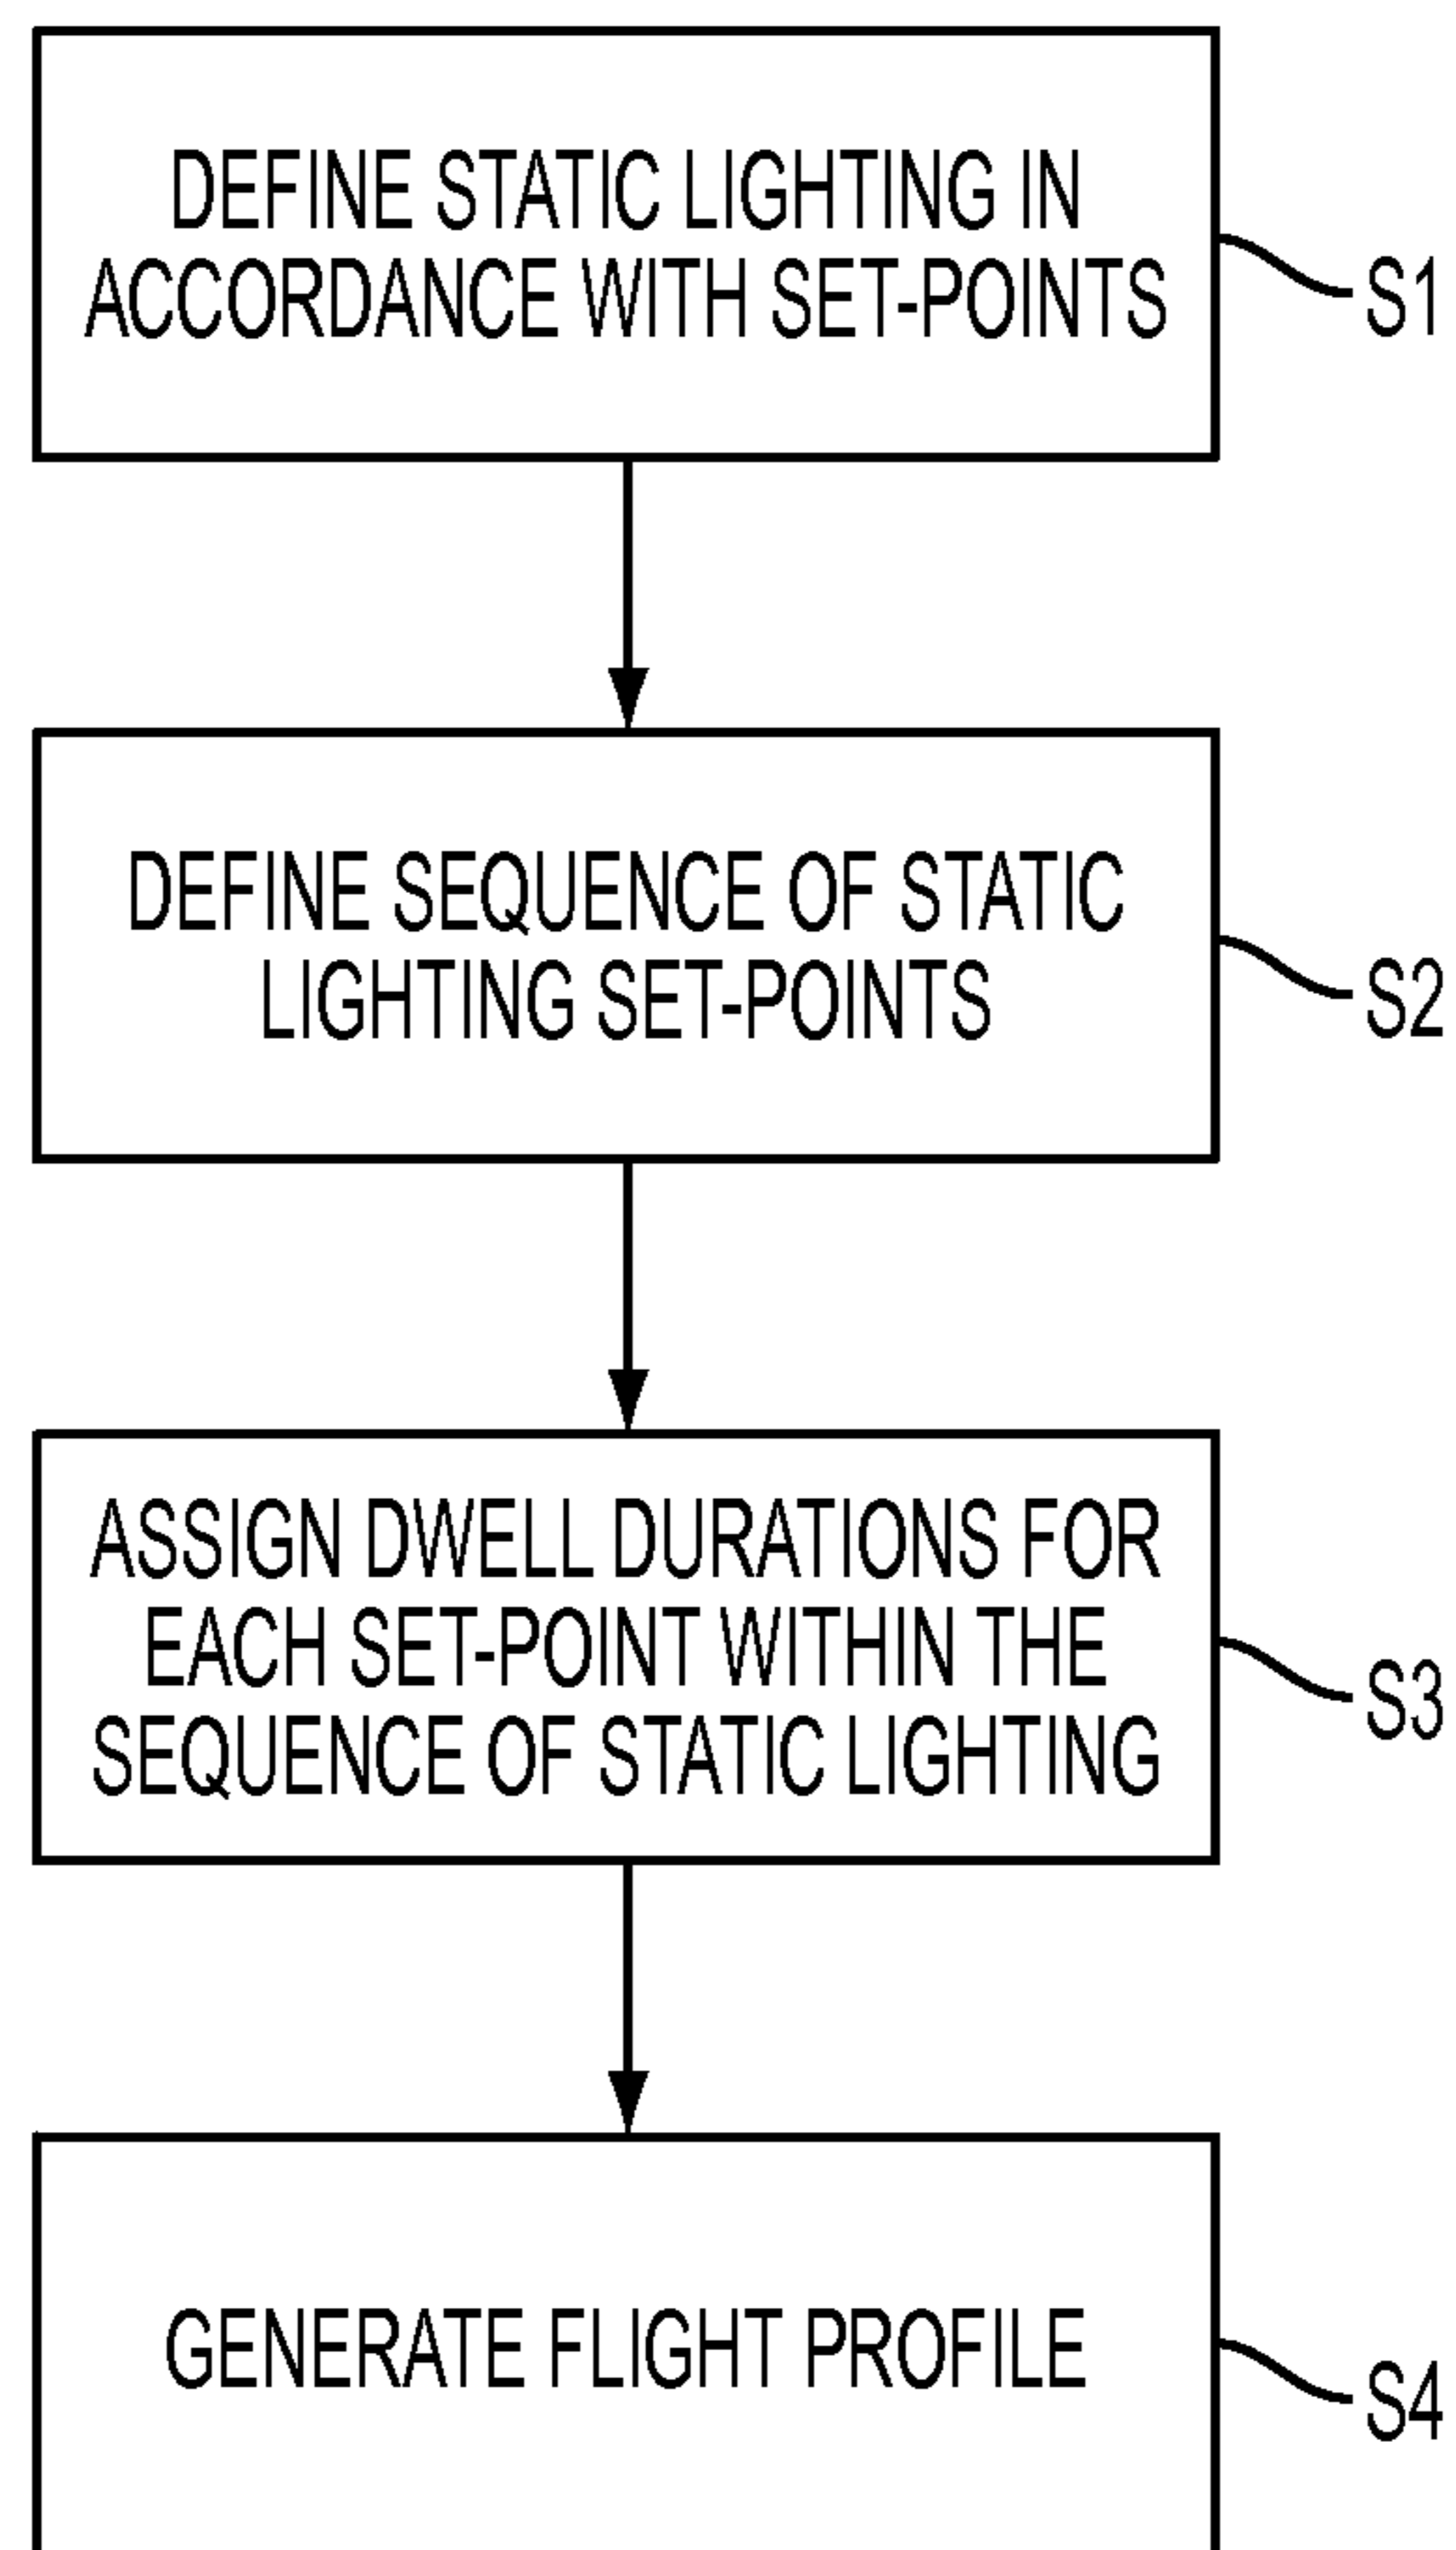 DEFINE STATIC LIGHTING IN
ACCORDANCE WITH SET-POINTS
S1
DEFINE SEQUENCE OF STATIC
LIGHTING SET-POINTS
S2
ASSIGN DWELL DURATIONS FOR
EACH SET-POINT WITHIN THE
SEQUENCE OF STATIC LIGHTING
S3
GENERATE FLIGHT PROFILE
S4